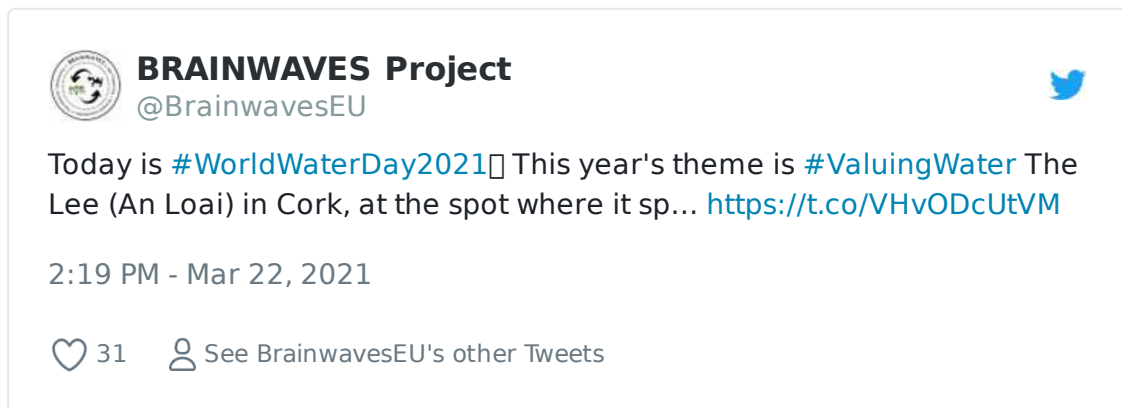 BRAINWAVES Project
@BrainwavesEU
Today is #WorldWaterDay2021▯ This year's theme is #ValuingWater The
Lee (An Loai) in Cork, at the spot where it sp… https://t.co/VHvODcUtVM
2:19 PM - Mar 22, 2021
31 See BrainwavesEU's other Tweets